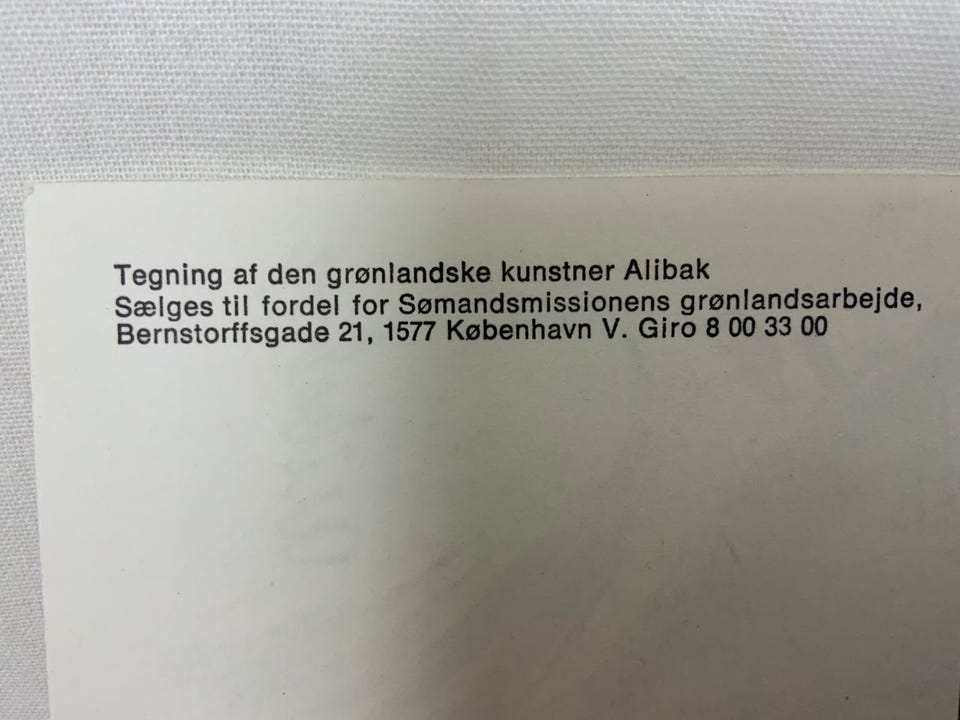 Tegning af den grønlandske kunstner Alibak
Sælges til fordel for Sømandsmissionens grønlandsarbejde,
Bernstorffsgade 21, 1577 København V. Giro 8 00 33 00